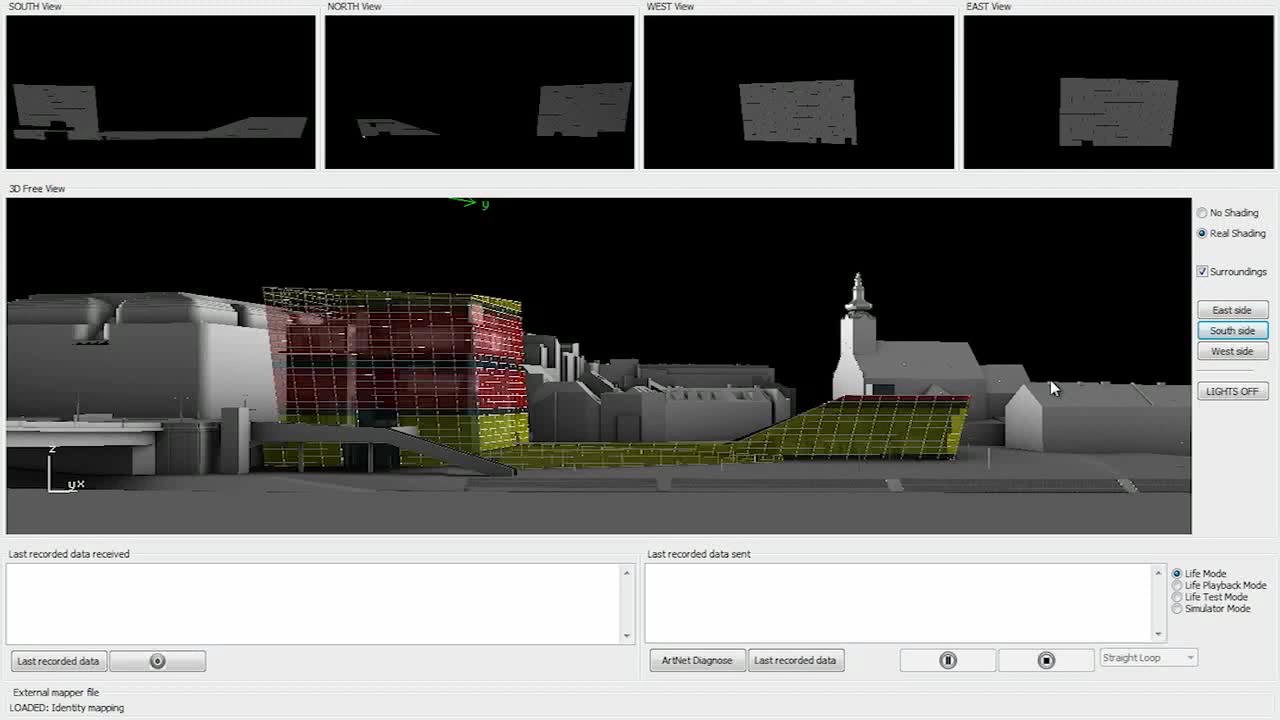 SOUTH View
NORTH View
WEST View
EAST View
3D Free View
y
No Shading
Real Shading
Surroundings
East side
South side
West side
LIGHTS OFF
z
yx
Last recorded data received
Last recorded data sent
Life Mode
Life Playback Mode
Life Test Mode
Simulator Mode
Last recorded data
ArtNet Diagnose
Last recorded data
Straight Loop
External mapper file
LOADED: Identity mapping